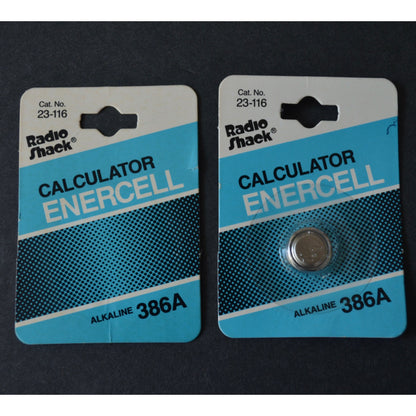 Cat. No.
23-116
Radio
Shack®
CALCULATOR
ENERCELL
ALKALINE 386A
Cat. No.
23-116
Radio
Shack®
CALCULATOR
ENERCELL
ALKALINE 386A